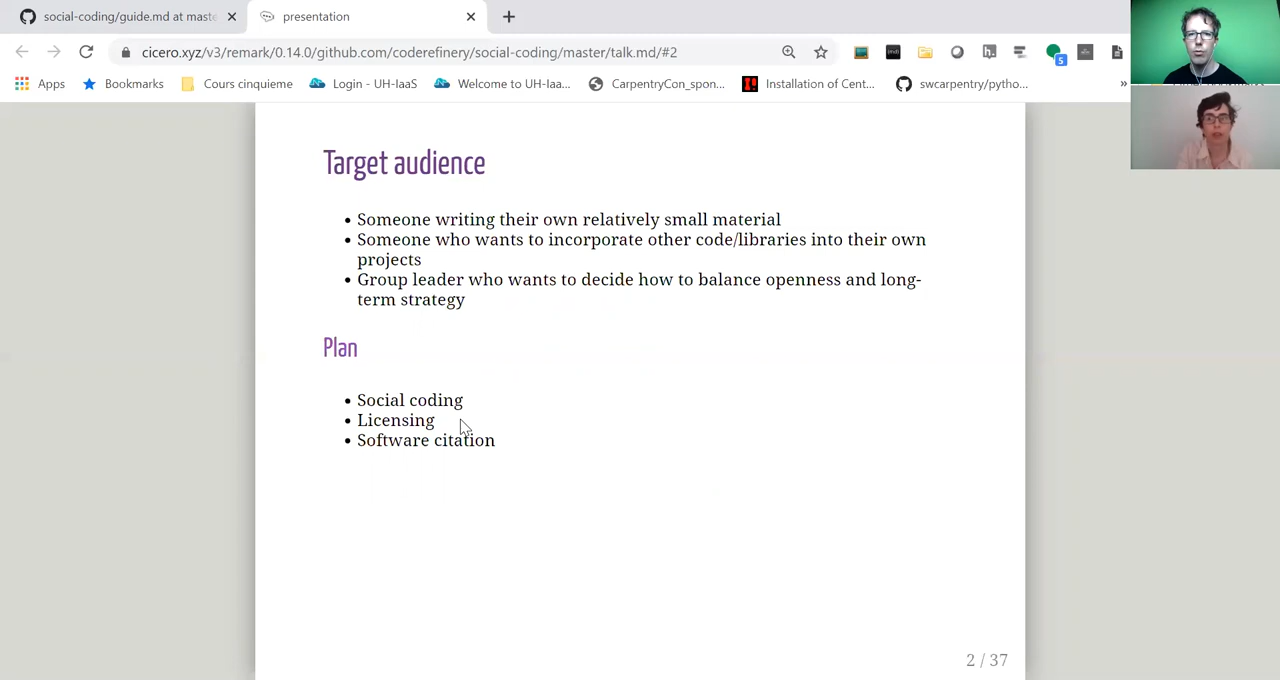 social-coding/guide.md at maste
presentation
cicero.xyz/v3/remark/0.14.0/github.com/coderefinery/social-coding/master/talk.md/#2
5
Apps
Bookmarks
Cours cinquieme
Login - UH-IaaS
Welcome to UH-Iaa...
CarpentryCon_spon...
Installation of Cent...
swcarpentry/pytho...
»
Target audience
• Someone writing their own relatively small material
• Someone who wants to incorporate other code/libraries into their own
projects
• Group leader who wants to decide how to balance openness and long-
term strategy
Plan
• Social coding
• Licensing
• Software citation
2 / 37